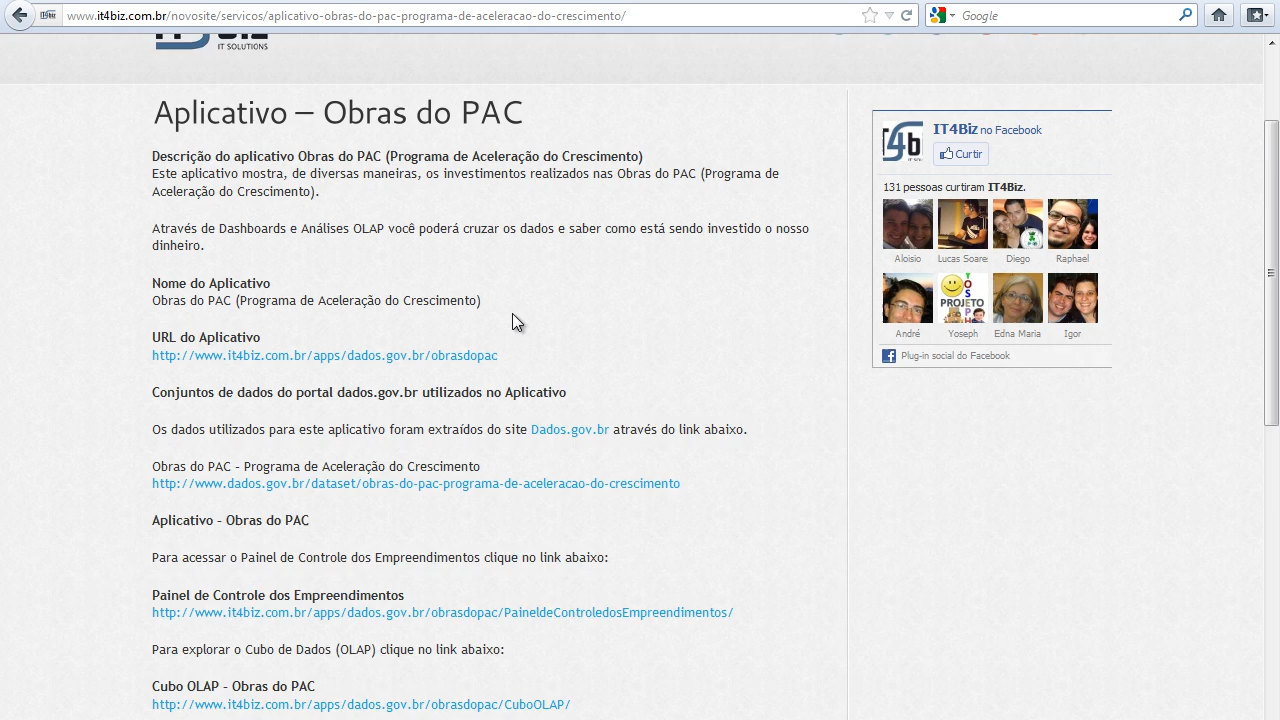 www.it4biz.com.br/novosite/servicos/aplicativo-obras-do-pac-programa-de-aceleracao-do-crescimento/
Google
IT SOLUTIONS
Aplicativo – Obras do PAC
Descrição do aplicativo Obras do PAC (Programa de Aceleração do Crescimento)
Este aplicativo mostra, de diversas maneiras, os investimentos realizados nas Obras do PAC (Programa de
Aceleração do Crescimento).
Através de Dashboards e Análises OLAP você poderá cruzar os dados e saber como está sendo investido o nosso
dinheiro.
Nome do Aplicativo
Obras do PAC (Programa de Aceleração do Crescimento)
URL do Aplicativo
http://www.it4biz.com.br/apps/dados.gov.br/obrasdopac
Conjuntos de dados do portal dados.gov.br utilizados no Aplicativo
Os dados utilizados para este aplicativo foram extraídos do site Dados.gov.br através do link abaixo.
Obras do PAC - Programa de Aceleração do Crescimento
http://www.dados.gov.br/dataset/obras-do-pac-programa-de-aceleracao-do-crescimento
Aplicativo - Obras do PAC
Para acessar o Painel de Controle dos Empreendimentos clique no link abaixo:
Painel de Controle dos Empreendimentos
http://www.it4biz.com.br/apps/dados.gov.br/obrasdopac/PaineldeControledosEmpreendimentos/
Para explorar o Cubo de Dados (OLAP) clique no link abaixo:
Cubo OLAP - Obras do PAC
http://www.it4biz.com.br/apps/dados.gov.br/obrasdopac/CuboOLAP/
IT4Biz no Facebook
Curtir
131 pessoas curtiram IT4Biz.
Aloisio Lucas Soare Diego Raphael
PROJETO
André Yoseph Edna Maria Igor
Plug-in social do Facebook